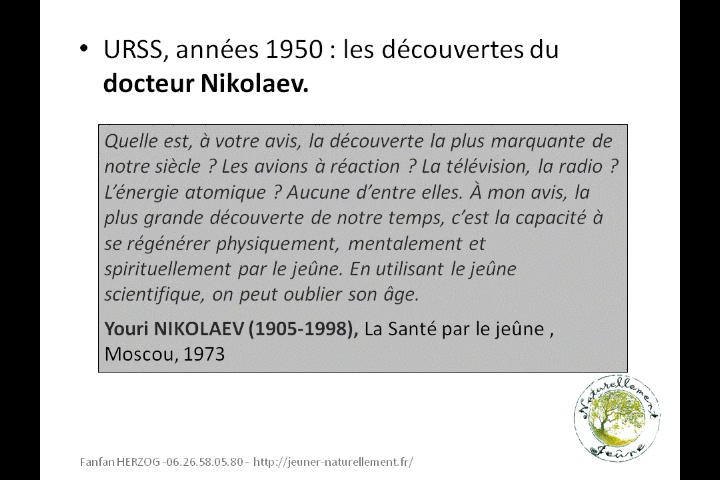 • URSS, années 1950 : les découvertes du
docteur Nikolaev.
Quelle est, à votre avis, la découverte la plus marquante de
notre siècle ? Les avions à réaction ? La télévision, la radio ?
L’énergie atomique ? Aucune d’entre elles. À mon avis, la
plus grande découverte de notre temps, c’est la capacité à
se régénérer physiquement, mentalement et
spirituellement par le jeûne. En utilisant le jeûne
scientifique, on peut oublier son âge.
Youri NIKOLAEV (1905-1998), La Santé par le jeûne ,
Moscou, 1973
Naturellement
Jeûne
Fanfan HERZOG -06.26.58.05.80 - http://jeuner-naturellement.fr/